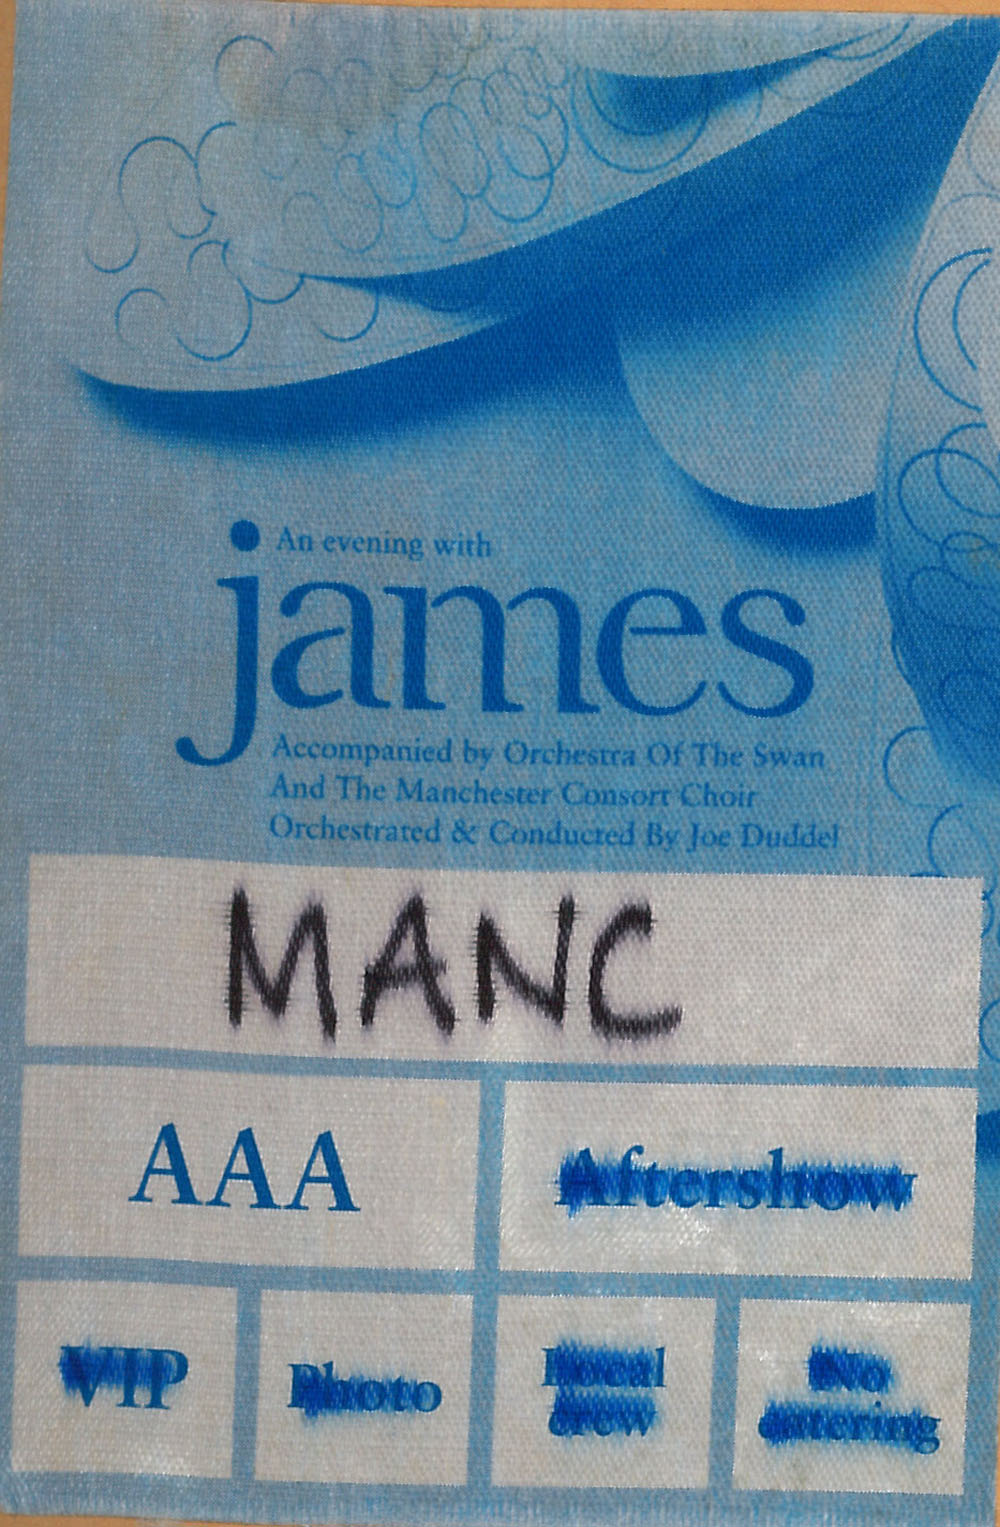 An evening with
james
Accompanied by Orchestra Of The Swan
And The Manchester Consort Choir
Orchestrated & Conducted By Joe Duddel
MANC
AAA
Aftershow
VIP
Photo
Local
crew
No
catering